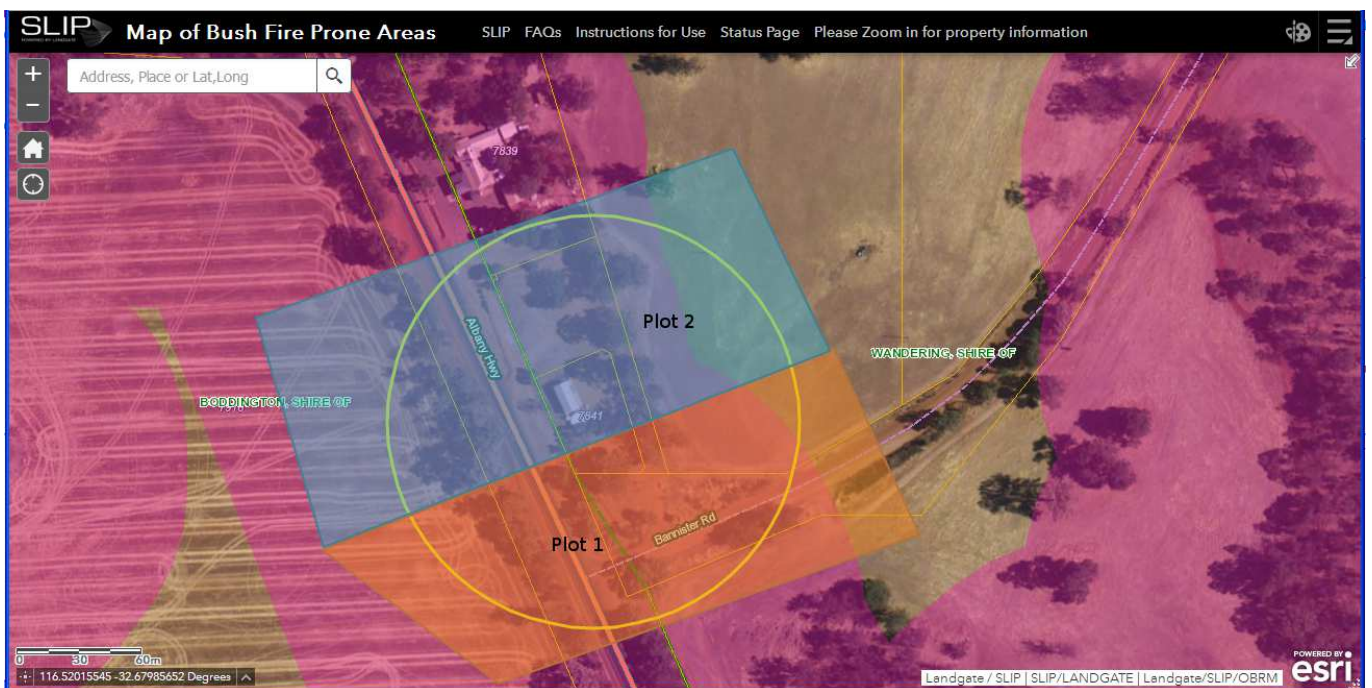 SLIP Map of Bush Fire Prone Areas SLIP FAQs Instructions for Use Status Page Please Zoom in for property information
+
Address, Place or Lat,Long
−
7839
Plot 2
Albany Hwy
WANDERING, SHIRE OF
BODDINGTON, SHIRE OF
7641
Bannister Rd
Plot 1
0 30 60m
116.52015545 -32.67985652 Degrees
Landgate / SLIP | SLIP/LANDGATE | Landgate/SLIP/OBRM
POWERED BY
esri